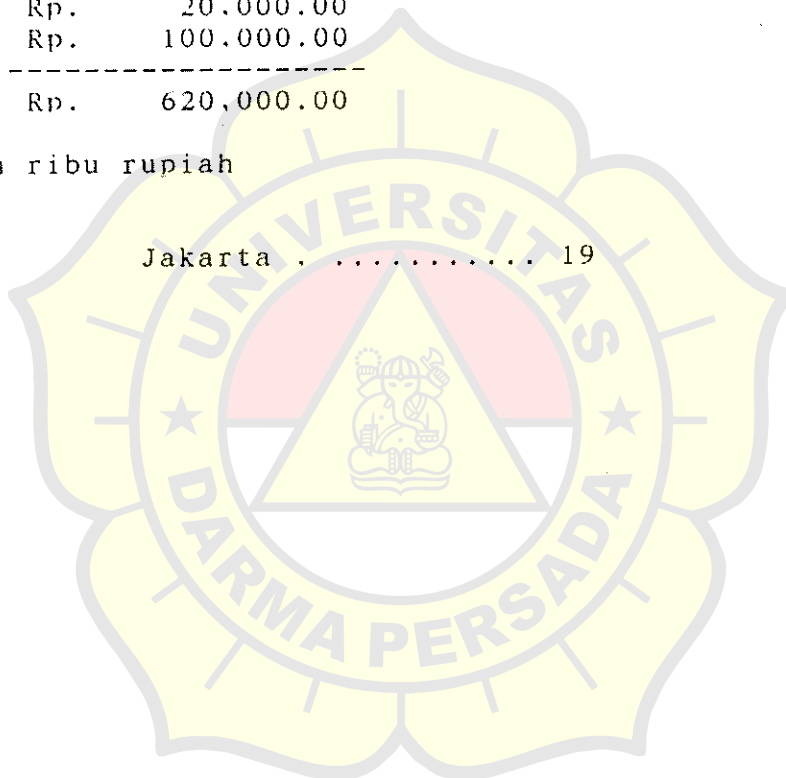 Rp. 20.000.00
Rp. 100.000.00
-------------------
Rp. 620,000.00
ribu rupiah
Jakarta . ........... 19
UNIVERSITAS
DARMA PERSADA